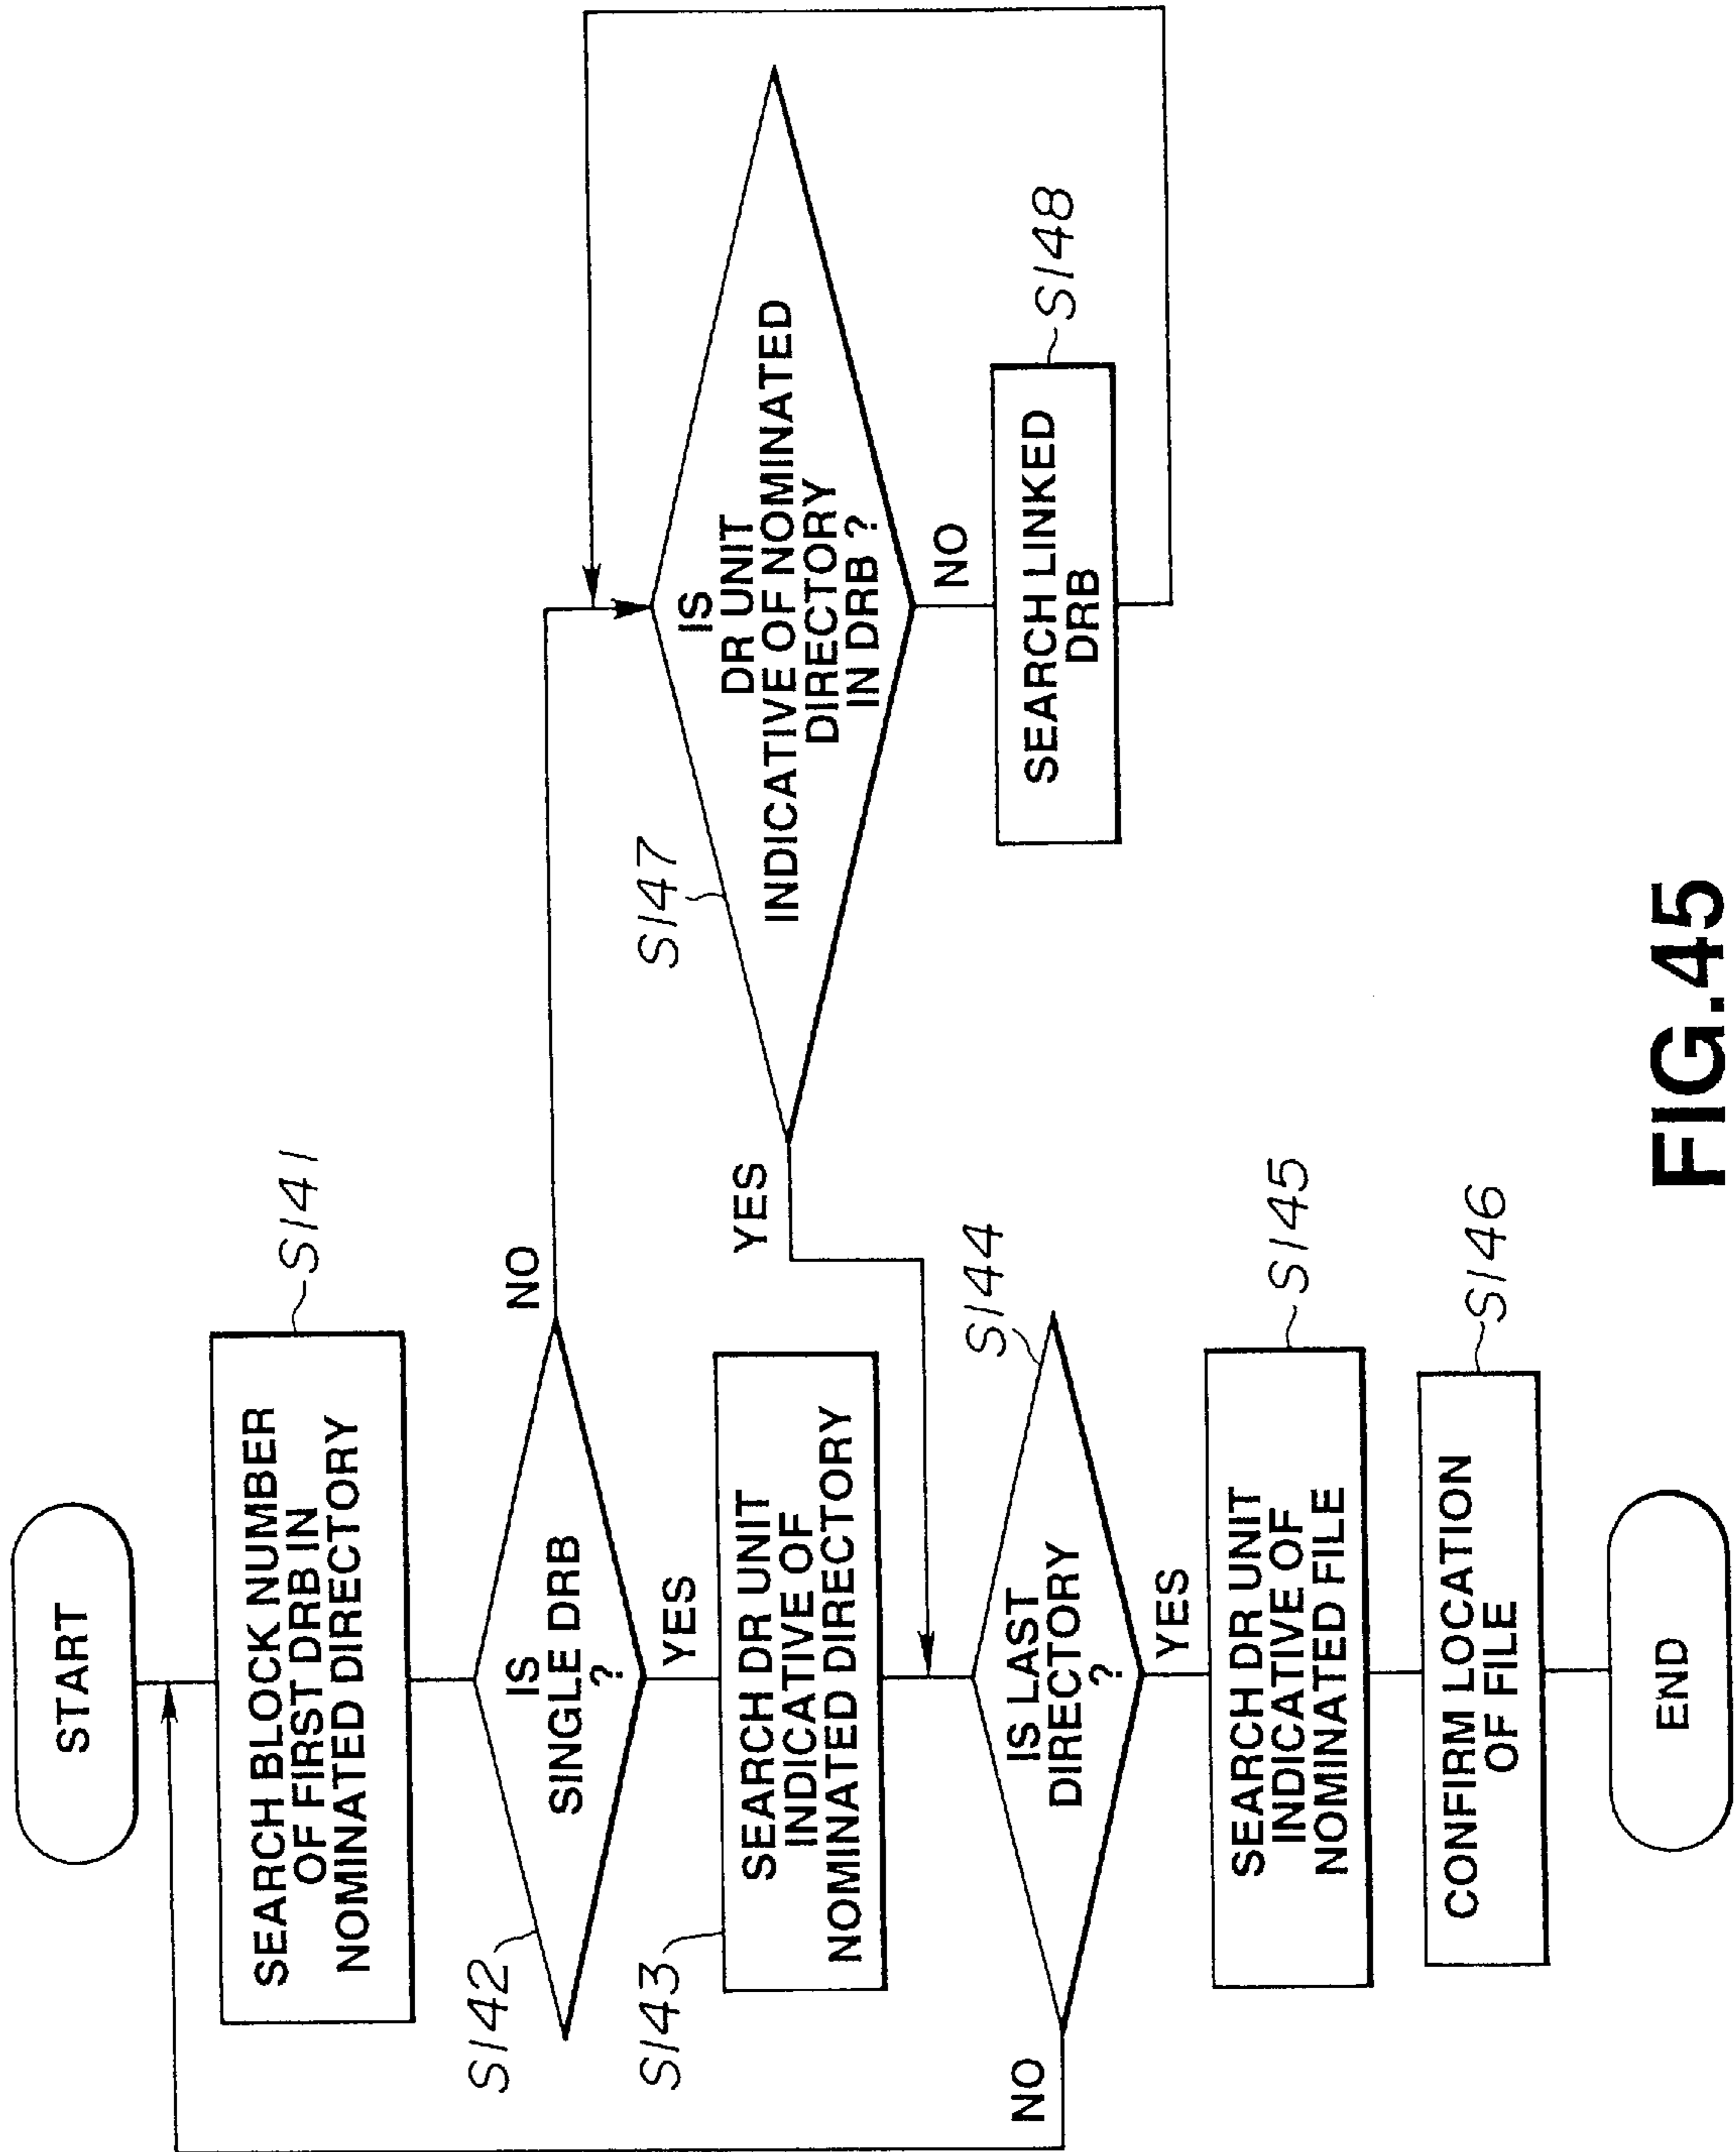 START
SEARCH BLOCK NUMBER
OF FIRST DRB IN
NOMINATED DIRECTORY
S141
IS
SINGLE DRB
?
S142
NO
YES
SEARCH DR UNIT
INDICATIVE OF
NOMINATED DIRECTORY
S143
IS LAST
DIRECTORY
?
S144
NO
YES
SEARCH DR UNIT
INDICATIVE OF
NOMINATED FILE
S145
CONFIRM LOCATION
OF FILE
S146
END
IS
DR UNIT
INDICATIVE OF NOMINATED
DIRECTORY
IN DRB ?
S147
YES
NO
SEARCH LINKED
DRB
S148
FIG.45